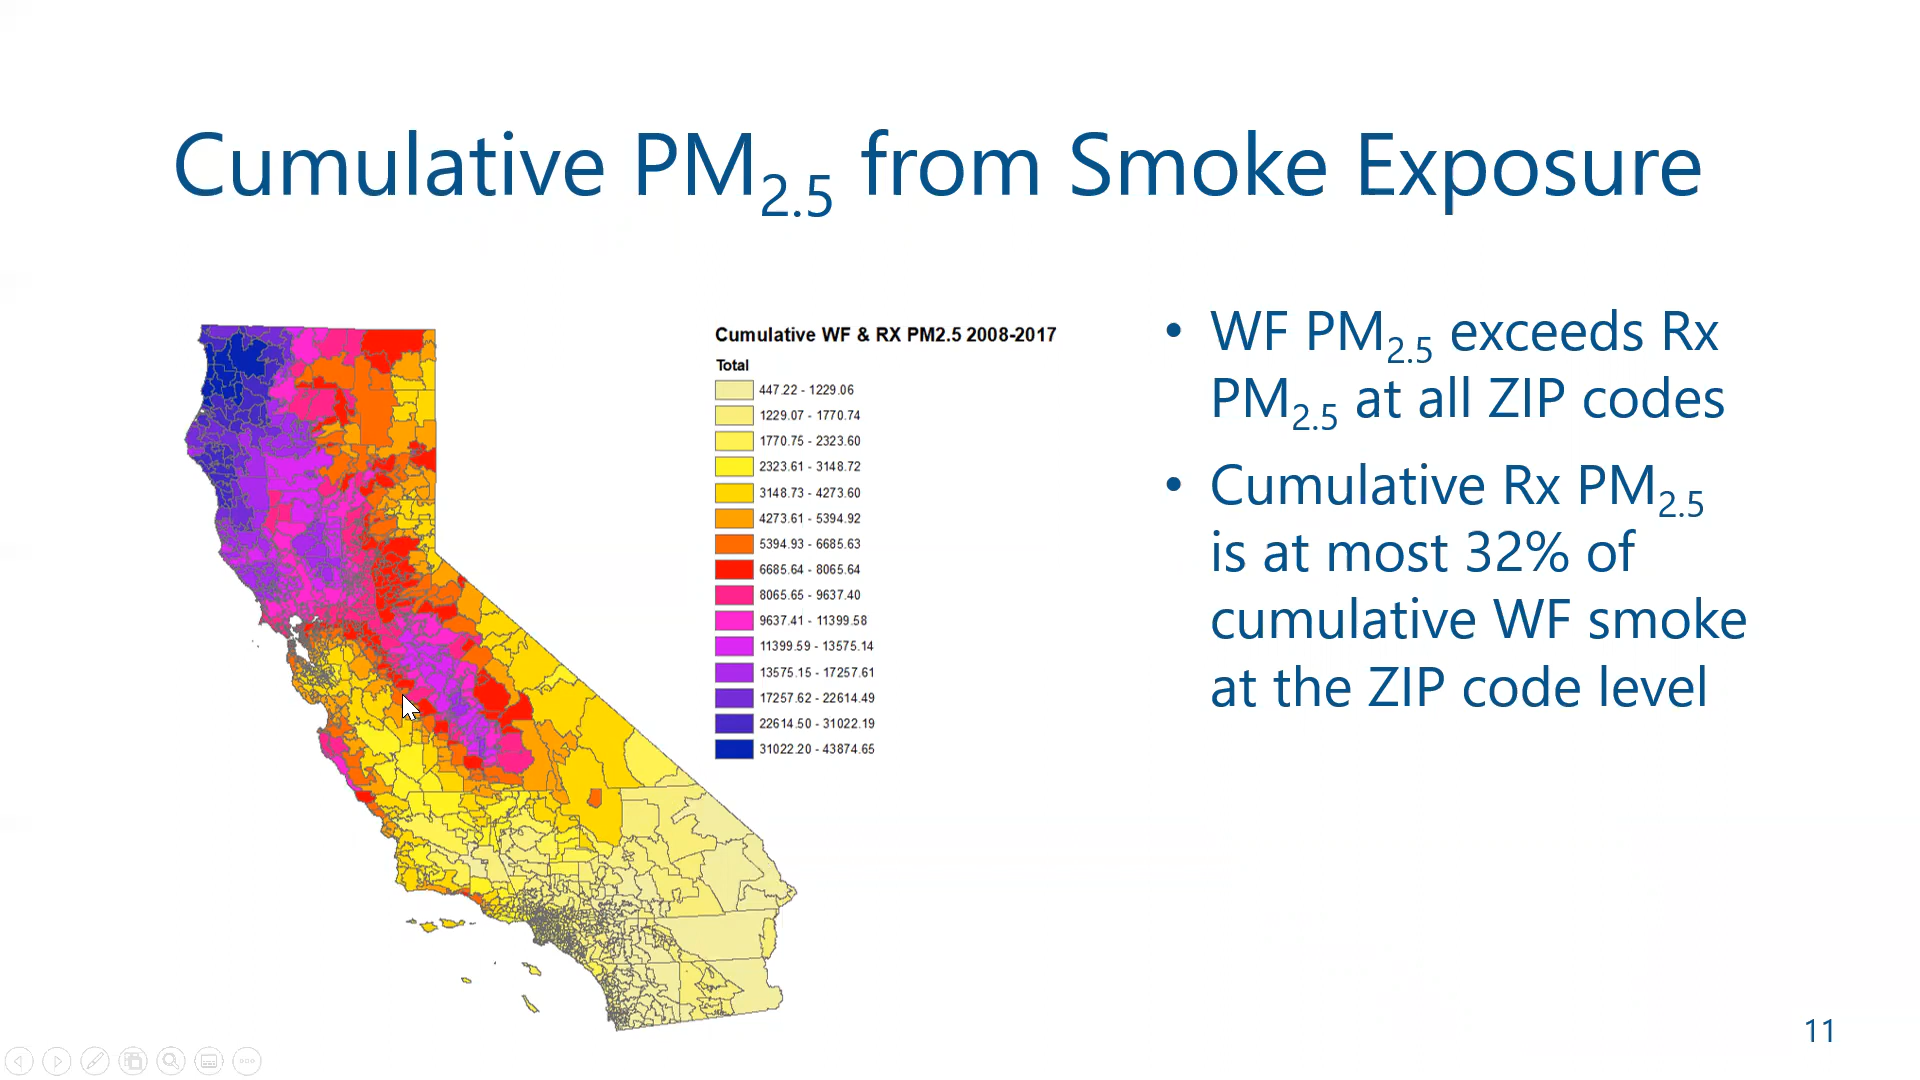 Cumulative PM2.5 from Smoke Exposure
Cumulative WF & RX PM2.5 2008-2017
Total
447.22 - 1229.06
1229.07 - 1770.74
1770.75 - 2323.60
2323.61 - 3148.72
3148.73 - 4273.60
4273.61 - 5394.92
5394.93 - 6685.63
6685.64 - 8065.64
8065.65 - 9637.40
9637.41 - 11399.58
11399.59 - 13575.14
13575.15 - 17257.61
17257.62 - 22614.49
22614.50 - 31022.19
31022.20 - 43874.65
• WF PM2.5 exceeds Rx
PM2.5 at all ZIP codes
• Cumulative Rx PM2.5
is at most 32% of
cumulative WF smoke
at the ZIP code level
11